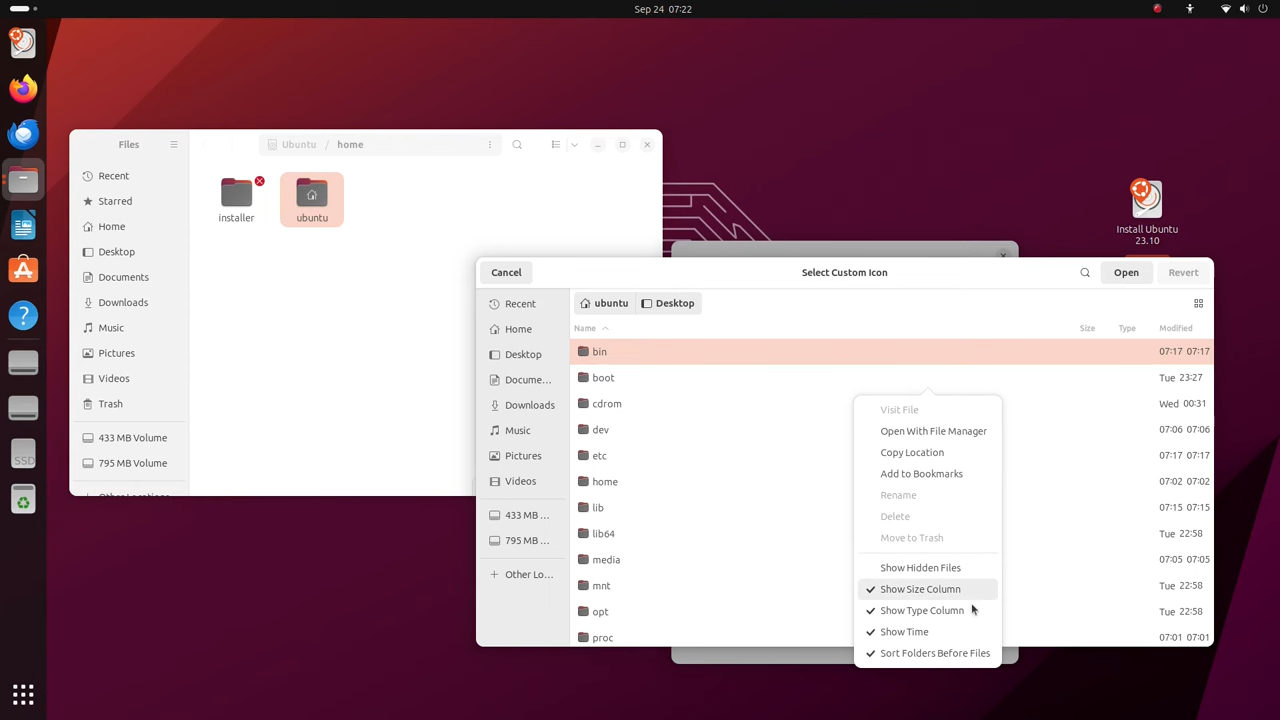 Sep 24 07:22
Files
Ubuntu / home
Recent
Starred
Home
Desktop
Documents
Downloads
Music
Pictures
Videos
Trash
433 MB Volume
795 MB Volume
Other Locations
installer
ubuntu
Install Ubuntu
23.10
SSD
Cancel
Select Custom Icon
Open
Revert
Recent
Home
Desktop
Docume...
Downloads
Music
Pictures
Videos
433 MB ...
795 MB ...
Other Lo...
ubuntu
Desktop
Name Size Type Modified
bin 07:17 07:17
boot Tue 23:27
cdrom Wed 00:31
dev 07:06 07:06
etc 07:17 07:17
home 07:02 07:02
lib 07:15 07:15
lib64 Tue 22:58
media 07:05 07:05
mnt Tue 22:58
opt Tue 22:58
proc 07:01 07:01
Visit File
Open With File Manager
Copy Location
Add to Bookmarks
Rename
Delete
Move to Trash
Show Hidden Files
Show Size Column
Show Type Column
Show Time
Sort Folders Before Files